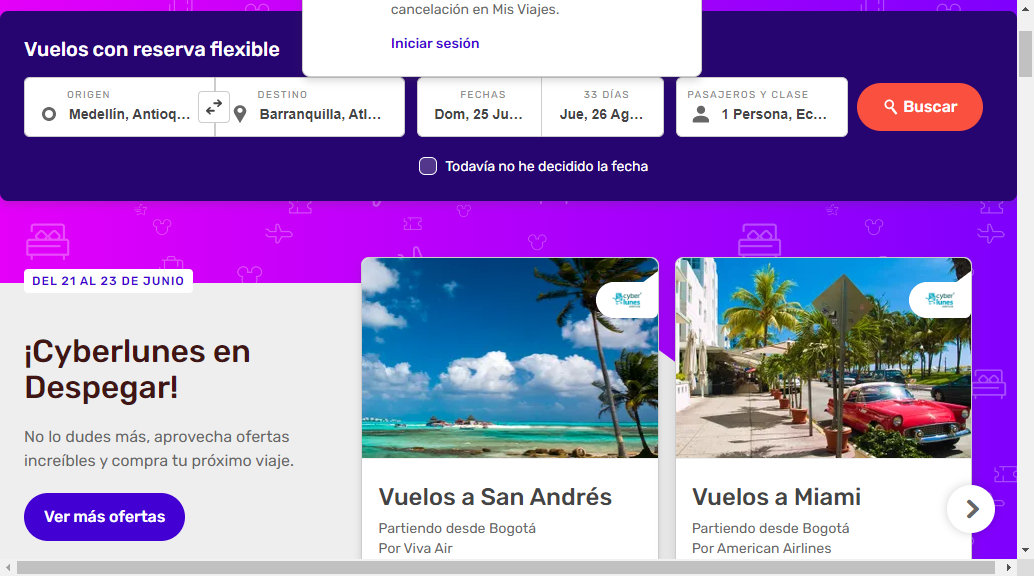 cancelación en Mis Viajes.
Iniciar sesión
Vuelos con reserva flexible
ORIGEN
Medellín, Antioq...
DESTINO
Barranquilla, Atl...
FECHAS
Dom, 25 Ju...
33 DÍAS
Jue, 26 Ag...
PASAJEROS Y CLASE
1 Persona, Ec...
Buscar
Todavía no he decidido la fecha
DEL 21 AL 23 DE JUNIO
¡Cyberlunes en
Despegar!
No lo dudes más, aprovecha ofertas
increíbles y compra tu próximo viaje.
Ver más ofertas
cyber
lunes
Vuelos a San Andrés
Partiendo desde Bogotá
Por Viva Air
cyber
lunes
Vuelos a Miami
Partiendo desde Bogotá
Por American Airlines